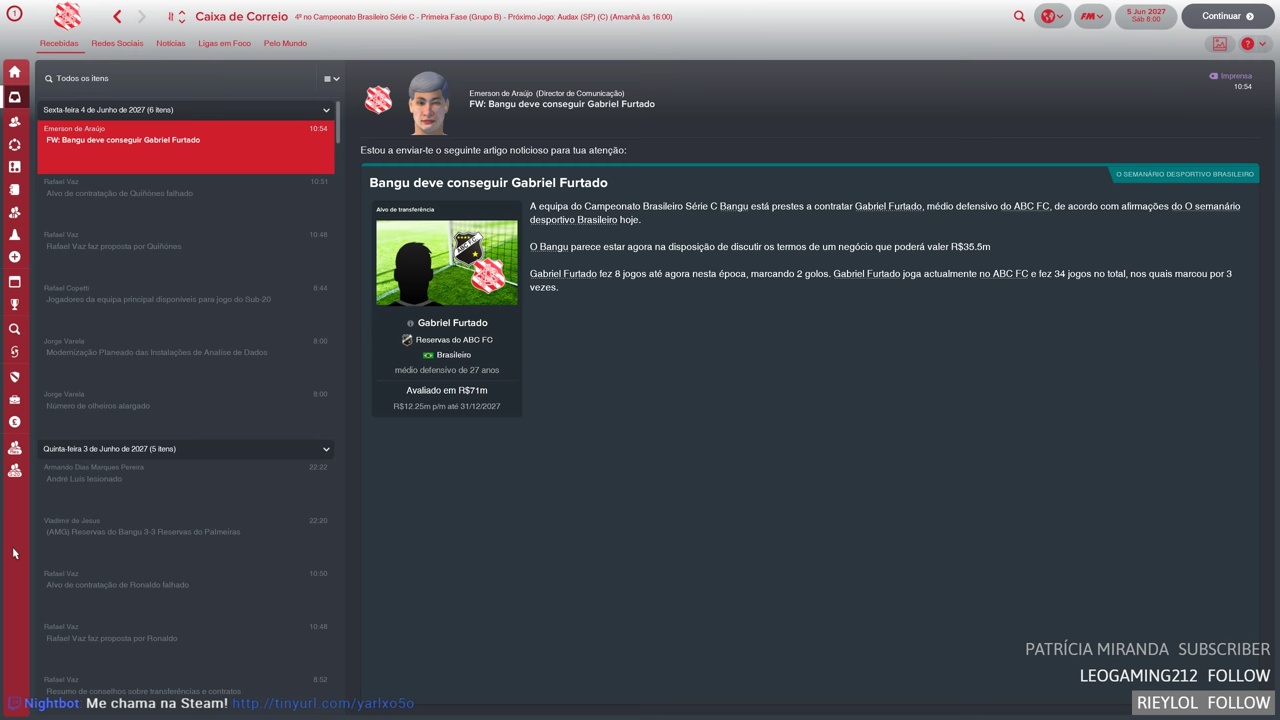 Caixa de Correio
4º no Campeonato Brasileiro Série C - Primeira Fase (Grupo B) - Próximo Jogo: Audax (SP) (C) (Amanhã às 16:00)
FM
5 Jun 2027
Sáb 8:00
Continuar
Recebidas
Redes Sociais
Notícias
Ligas em Foco
Pelo Mundo
Todos os itens
Sexta-feira 4 de Junho de 2027 (6 itens)
Emerson de Araújo 10:54
FW: Bangu deve conseguir Gabriel Furtado
Rafael Vaz 10:51
Alvo de contratação de Quiñónes falhado
Rafael Vaz 10:48
Rafael Vaz faz proposta por Quiñónes
Rafael Copetti 8:44
Jogadores da equipa principal disponíveis para jogo do Sub-20
Jorge Varela 8:00
Modernização Planeado das Instalações de Analise de Dados
Jorge Varela 8:00
Número de olheiros alargado
Quinta-feira 3 de Junho de 2027 (5 itens)
Armando Dias Marques Pereira 22:22
André Luís lesionado
Vladimir de Jesus 22:20
(AMG) Reservas do Bangu 3-3 Reservas do Palmeiras
Rafael Vaz 10:50
Alvo de contratação de Ronaldo falhado
Rafael Vaz 10:48
Rafael Vaz faz proposta por Ronaldo
Rafael Vaz 8:52
Resumo de conselhos sobre transferências e contratos
Emerson de Araújo (Director de Comunicação)
FW: Bangu deve conseguir Gabriel Furtado
Imprensa
10:54
Estou a enviar-te o seguinte artigo noticioso para tua atenção:
O SEMANÁRIO DESPORTIVO BRASILEIRO
Bangu deve conseguir Gabriel Furtado
Alvo de transferência
ABC
Gabriel Furtado
Reservas do ABC FC
Brasileiro
médio defensivo de 27 anos
Avaliado em R$71m
R$12.25m p/m até 31/12/2027
A equipa do Campeonato Brasileiro Série C Bangu está prestes a contratar Gabriel Furtado, médio defensivo do ABC FC, de acordo com afirmações do O semanário
desportivo Brasileiro hoje.
O Bangu parece estar agora na disposição de discutir os termos de um negócio que poderá valer R$35.5m
Gabriel Furtado fez 8 jogos até agora nesta época, marcando 2 golos. Gabriel Furtado joga actualmente no ABC FC e fez 34 jogos no total, nos quais marcou por 3
vezes.
PATRÍCIA MIRANDA SUBSCRIBER
LEOGAMING212 FOLLOW
RIEYLOL FOLLOW
Nightbot Me chama na Steam! http://tinyurl.com/yarlxo5o